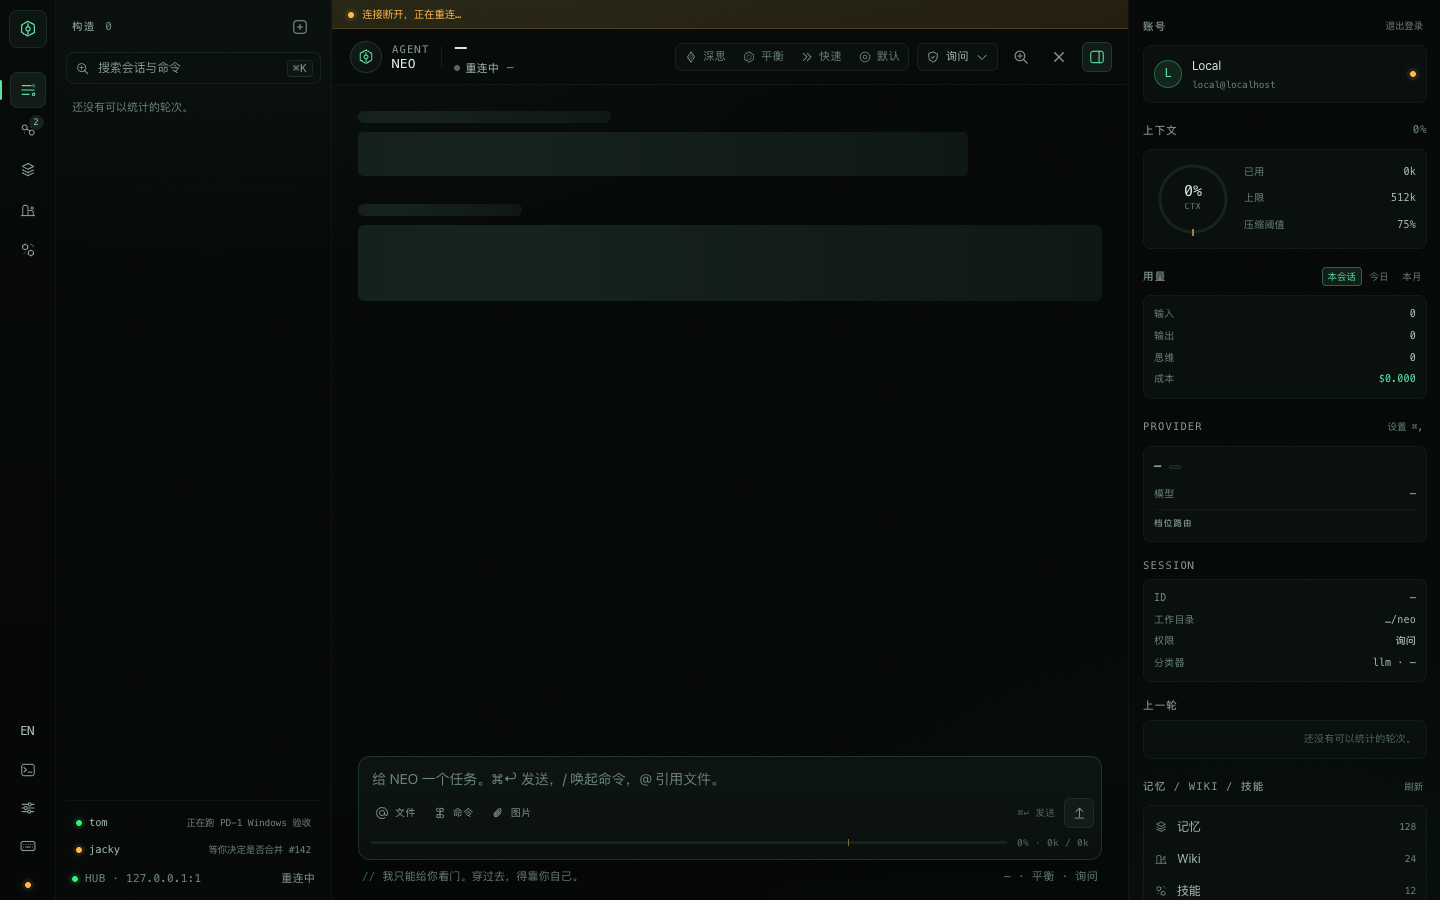 构造 0
搜索会话与命令 ⌘K
还没有可以统计的轮次。
2
EN
tom 正在跑 PD-1 Windows 验收
jacky 等你决定是否合并 #142
HUB · 127.0.0.1:1 重连中
连接断开，正在重连…
AGENT
NEO
—
重连中 —
深思 平衡 快速 默认
询问
给 NEO 一个任务。⌘↩ 发送，/ 唤起命令，@ 引用文件。
文件 命令 图片
⌘↩ 发送
0% · 0k / 0k
// 我只能给你看门。穿过去，得靠你自己。
— · 平衡 · 询问
账号 退出登录
L
Local
local@localhost
上下文 0%
0%
CTX
已用 0k
上限 512k
压缩阈值 75%
用量 本会话 今日 本月
输入 0
输出 0
思维 0
成本 $0.000
PROVIDER 设置 ⌘,
—
模型 —
档位路由
SESSION
ID —
工作目录 …/neo
权限 询问
分类器 llm · —
上一轮
还没有可以统计的轮次。
记忆 / WIKI / 技能 刷新
记忆 128
Wiki 24
技能 12